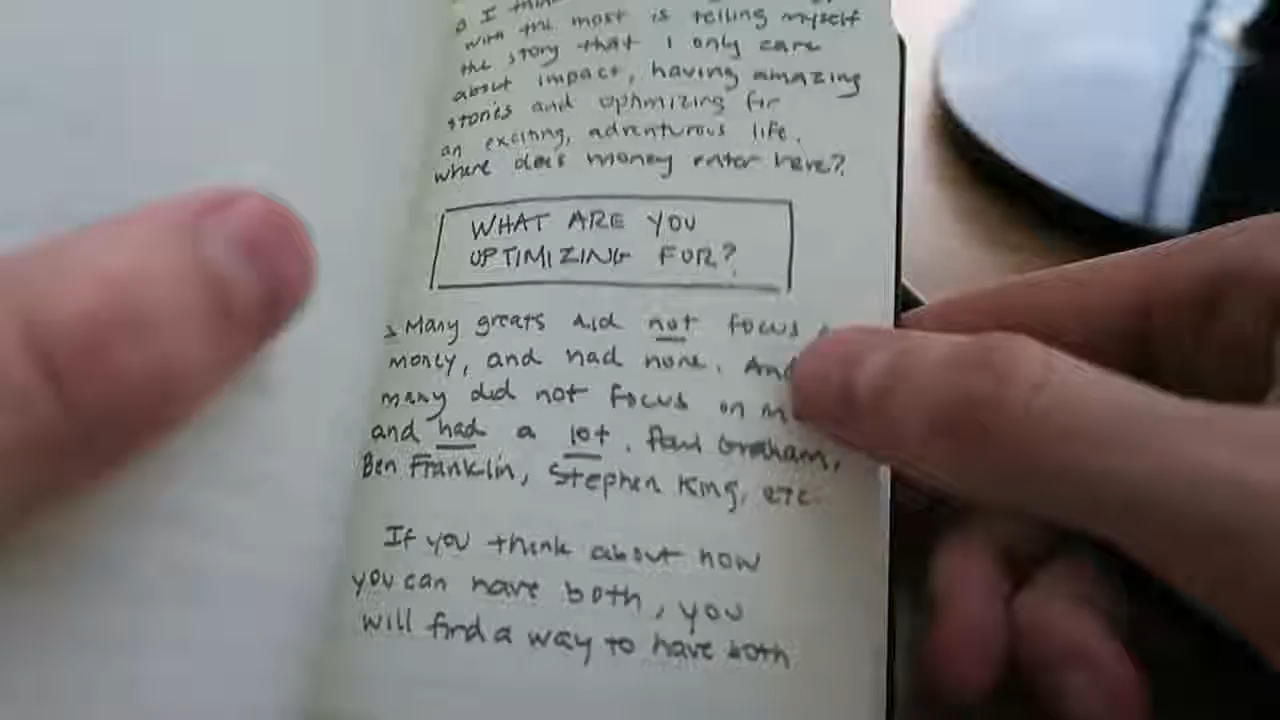 I think
with the most is telling myself
the story that I only care
about impact, having amazing
stories and optimizing for
an exciting, adventurous life.
where does money enter here?
WHAT ARE YOU
OPTIMIZING FOR?
Many greats did not focus
money, and had none. And
many did not focus on m
and had a lot. Paul Graham,
Ben Franklin, Stephen King, etc.
If you think about how
you can have both, you
will find a way to have both